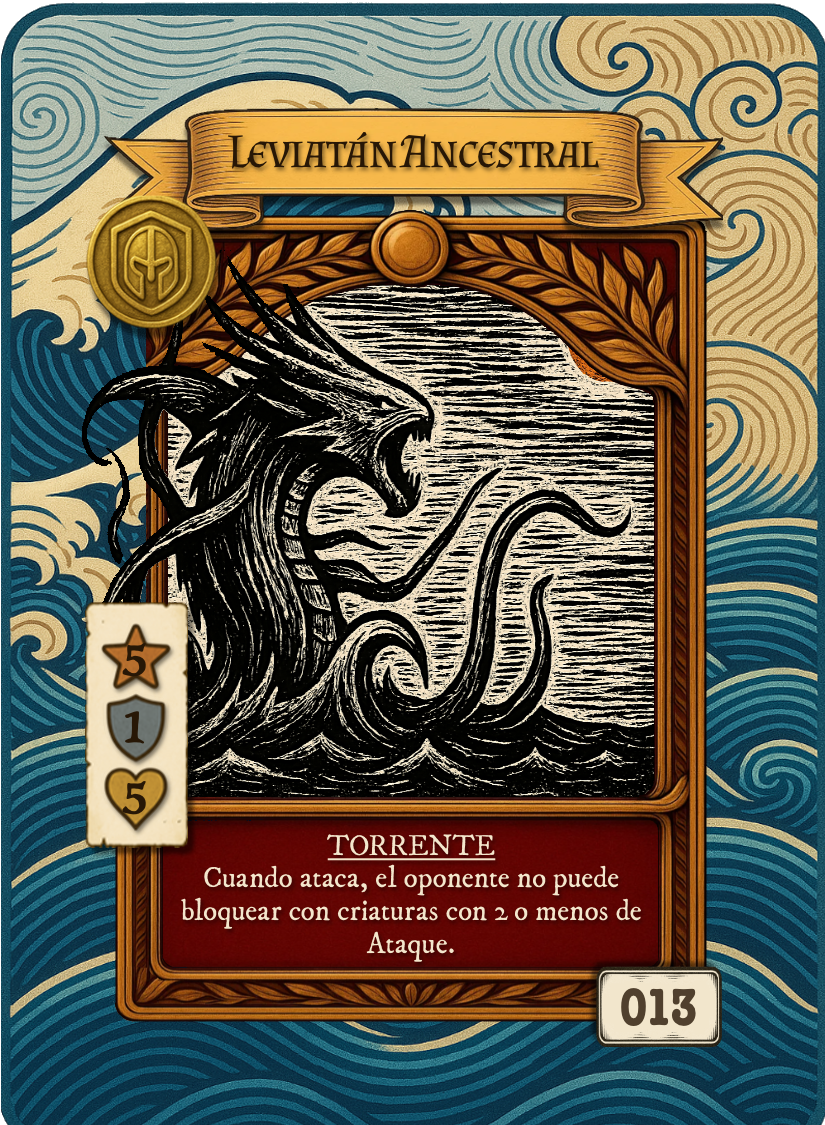 Leviatán Ancestral
5
1
5
TORRENTE
Cuando ataca, el oponente no puede
bloquear con criaturas con 2 o menos de
Ataque.
013